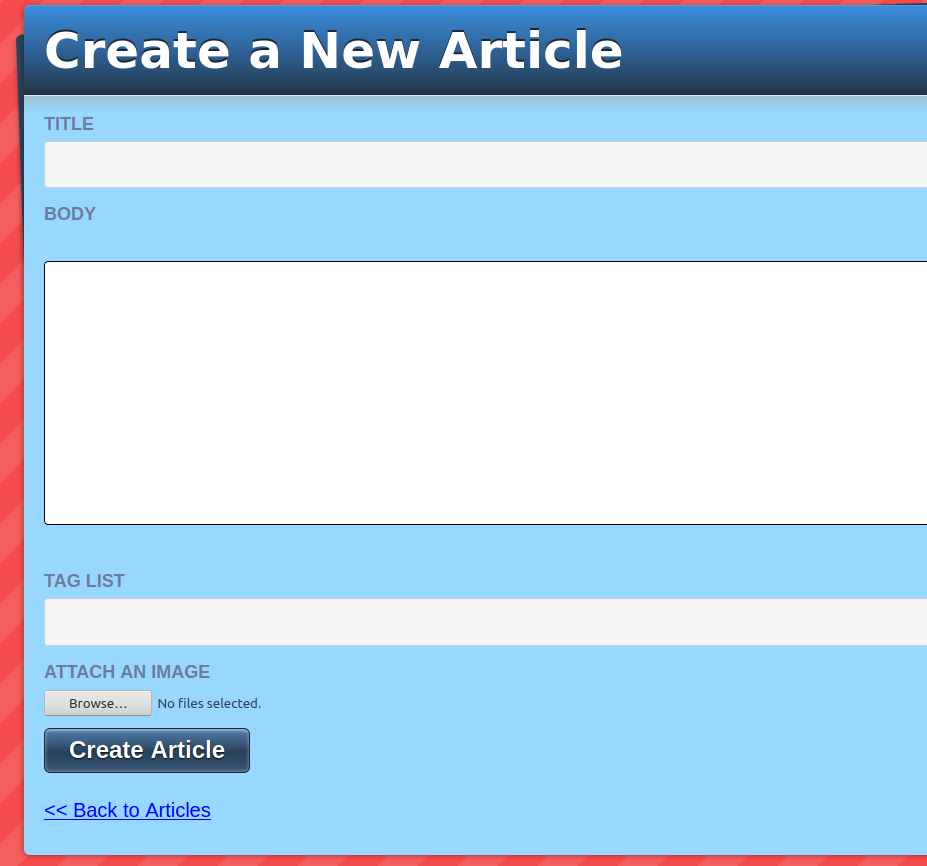 Create a New Article
TITLE
BODY
TAG LIST
ATTACH AN IMAGE
Browse... No files selected.
Create Article
<< Back to Articles